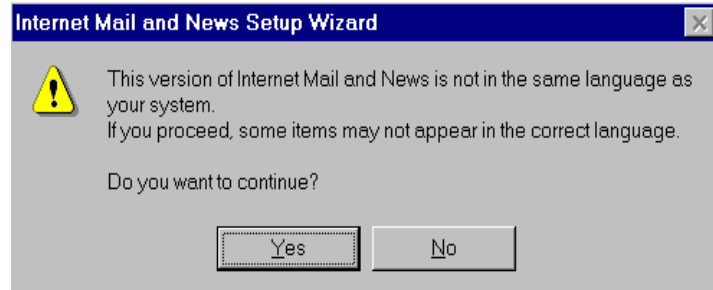 Internet Mail and News Setup Wizard
This version of Internet Mail and News is not in the same language as
your system.
If you proceed, some items may not appear in the correct language.
Do you want to continue?
Yes
No